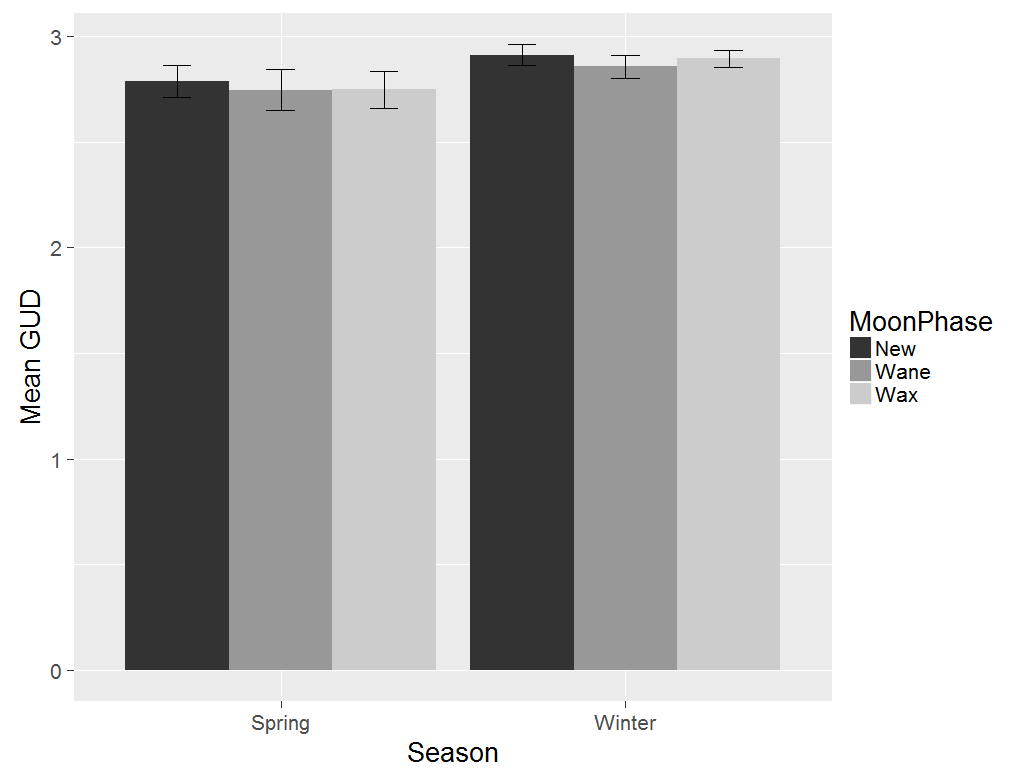 3
2
1
0
Mean GUD
Spring
Winter
Season
MoonPhase
New
Wane
Wax